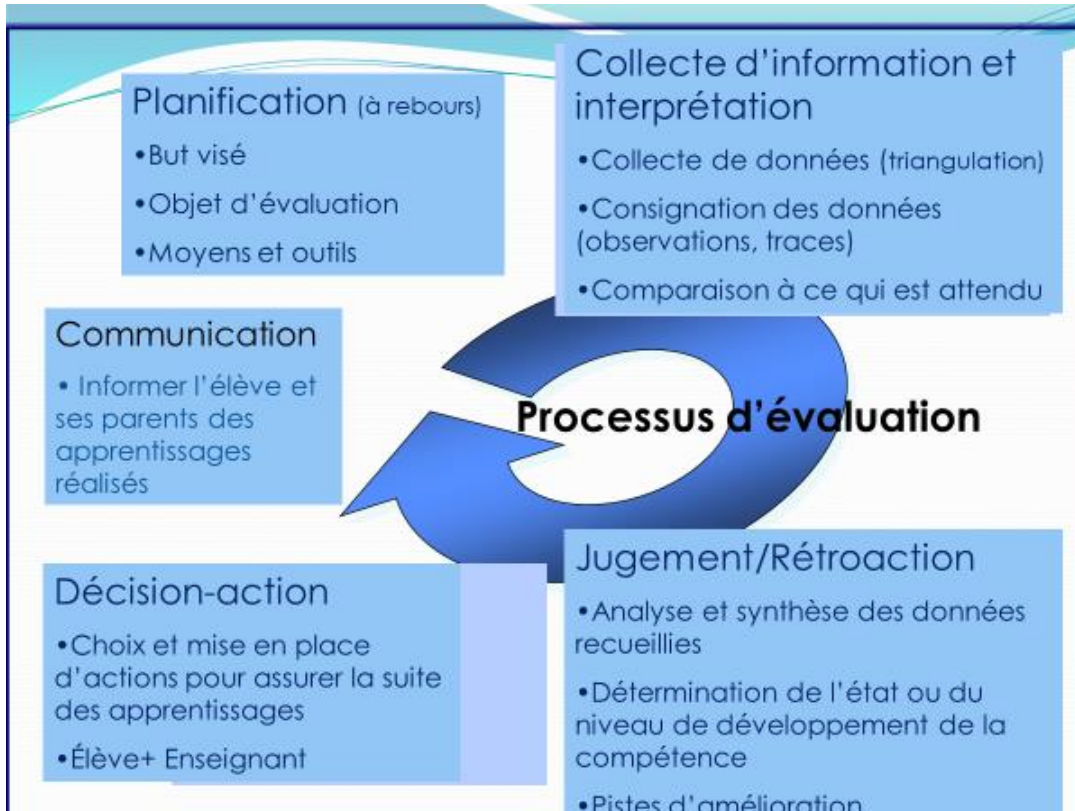 Planification (à rebours)
•But visé
•Objet d'évaluation
•Moyens et outils
Collecte d'information et
interprétation
•Collecte de données (triangulation)
•Consignation des données
(observations, traces)
•Comparaison à ce qui est attendu
Communication
• Informer l'élève et
ses parents des
apprentissages
réalisés
Processus d'évaluation
Décision-action
•Choix et mise en place
d'actions pour assurer la suite
des apprentissages
•Élève+ Enseignant
Jugement/Rétroaction
•Analyse et synthèse des données
recueillies
•Détermination de l'état ou du
niveau de développement de la
compétence
•Pistes d'amélioration